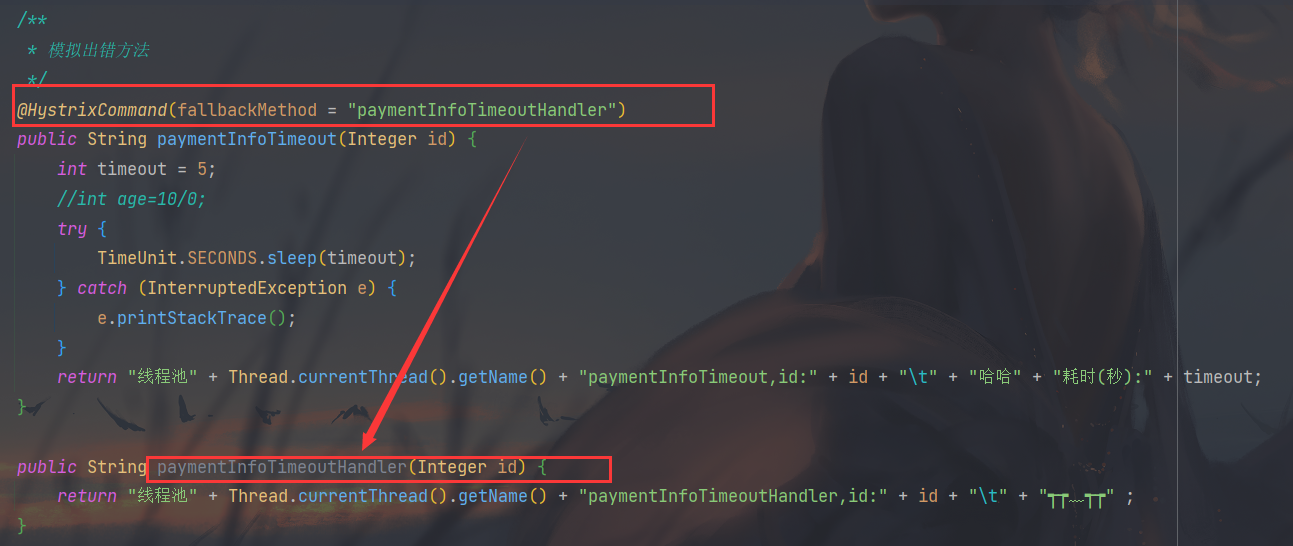 /**
 * 模拟出错方法
 */
@HystrixCommand(fallbackMethod = "paymentInfoTimeoutHandler")
public String paymentInfoTimeout(Integer id) {
    int timeout = 5;
    //int age=10/0;
    try {
        TimeUnit.SECONDS.sleep(timeout);
    } catch (InterruptedException e) {
        e.printStackTrace();
    }
    return "线程池" + Thread.currentThread().getName() + "paymentInfoTimeout,id:" + id + "\t" + "哈哈" + "耗时(秒):" + timeout;
}
public String paymentInfoTimeoutHandler(Integer id) {
    return "线程池" + Thread.currentThread().getName() + "paymentInfoTimeoutHandler,id:" + id + "\t" + "┭┮﹏┭┮" ;
}